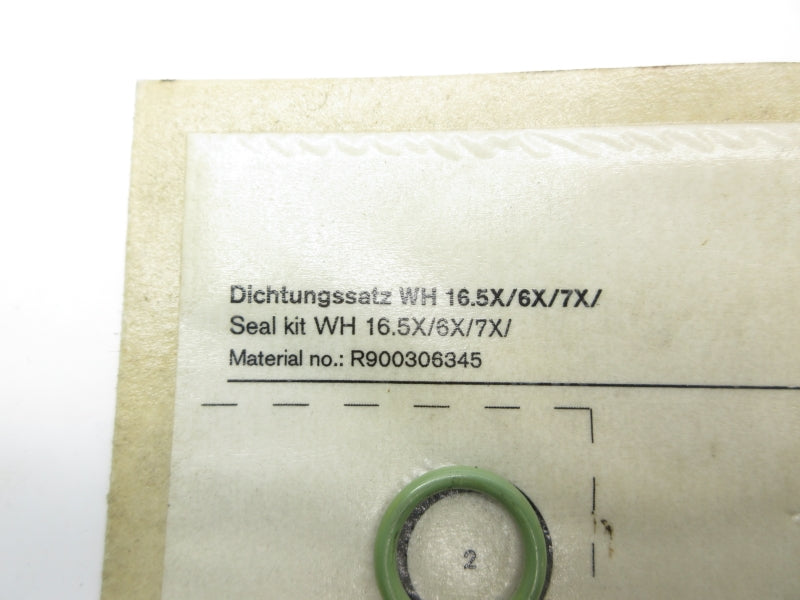 Dichtungssatz WH 16.5X/6X/7X/
Seal kit WH 16.5X/6X/7X/
Material no.: R900306345
2